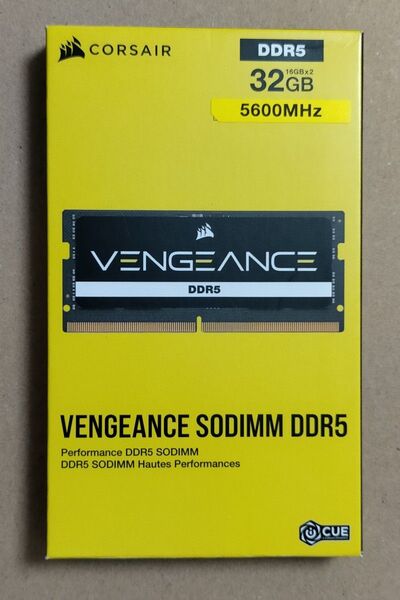 CORSAIR
DDR5
16GBx2
32GB
5600MHz
VENGEANCE
DDR5
VENGEANCE SODIMM DDR5
Performance DDR5 SODIMM
DDR5 SODIMM Hautes Performances
iCUE